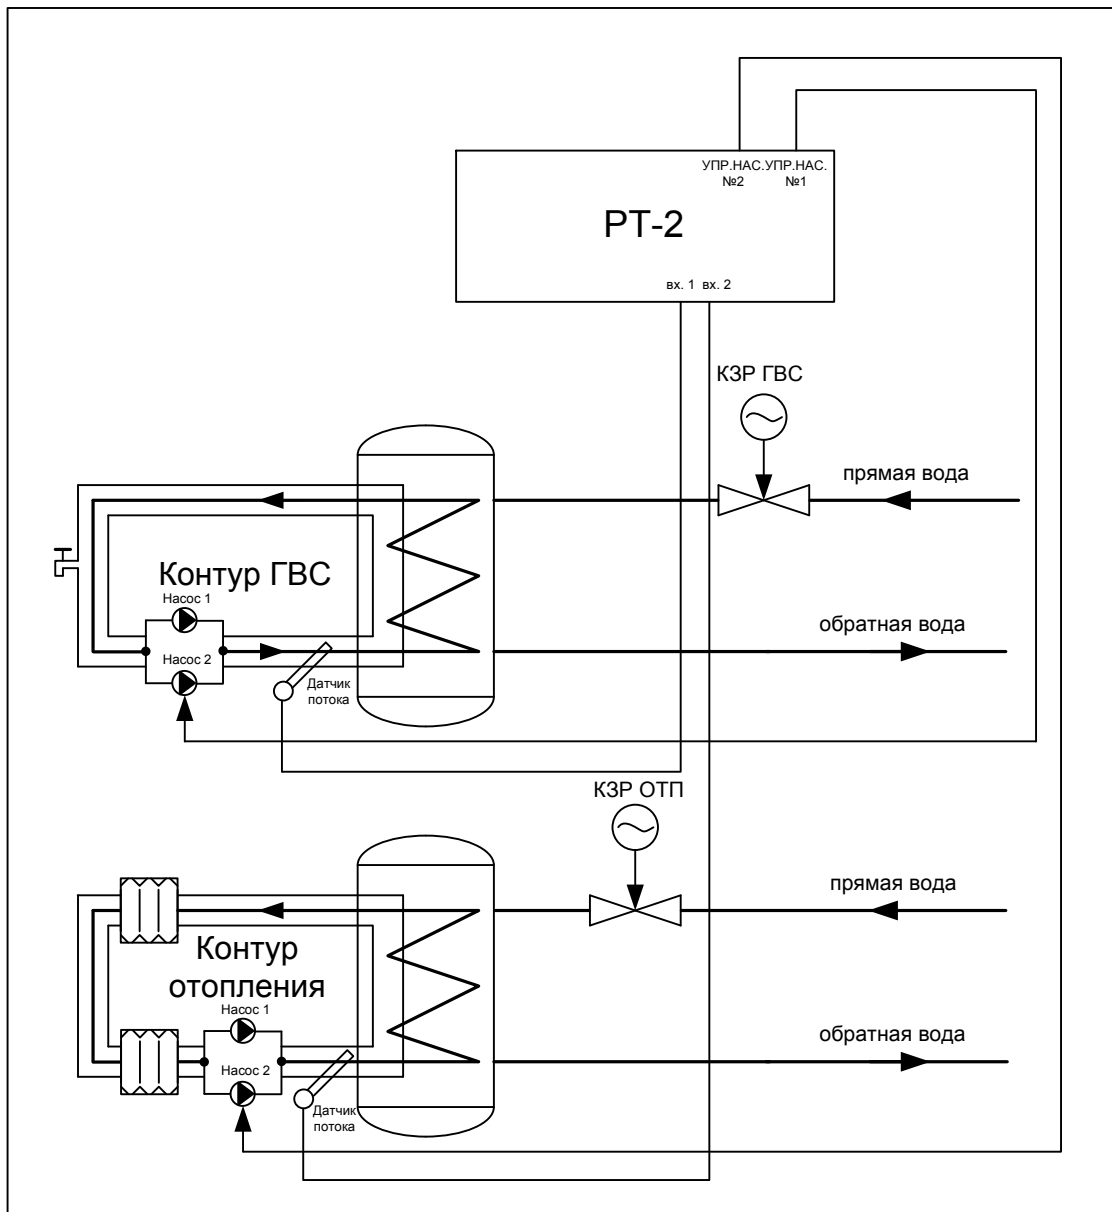 УПР.НАС. УПР.НАС.
№2 №1
РТ-2
вх. 1 вх. 2
КЗР ГВС
прямая вода
Контур ГВС
Насос 1
обратная вода
Насос 2
Датчик
потока
КЗР ОТП
прямая вода
Контур
отопления
Насос 1
обратная вода
Насос 2
Датчик
потока